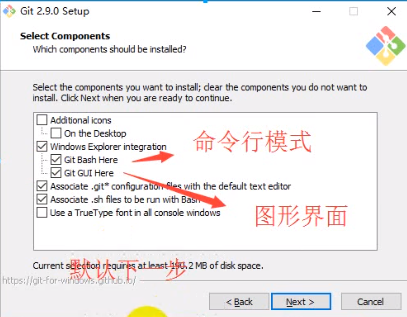 Git 2.9.0 Setup
Select Components
Which components should be installed?
Select the components you want to install; clear the components you do not want to
install. Click Next when you are ready to continue.
Additional icons
On the Desktop
Windows Explorer integration
命令行模式
Git Bash Here
Git GUI Here
Associate .git* configuration files with the default text editor
Associate .sh files to be run with Bash
图形界面
Use a TrueType font in all console windows
默认下一步
Current selection requires at least 190.2 MB of disk space.
https://git-for-windows.github.io/
< Back
Next >
Cancel